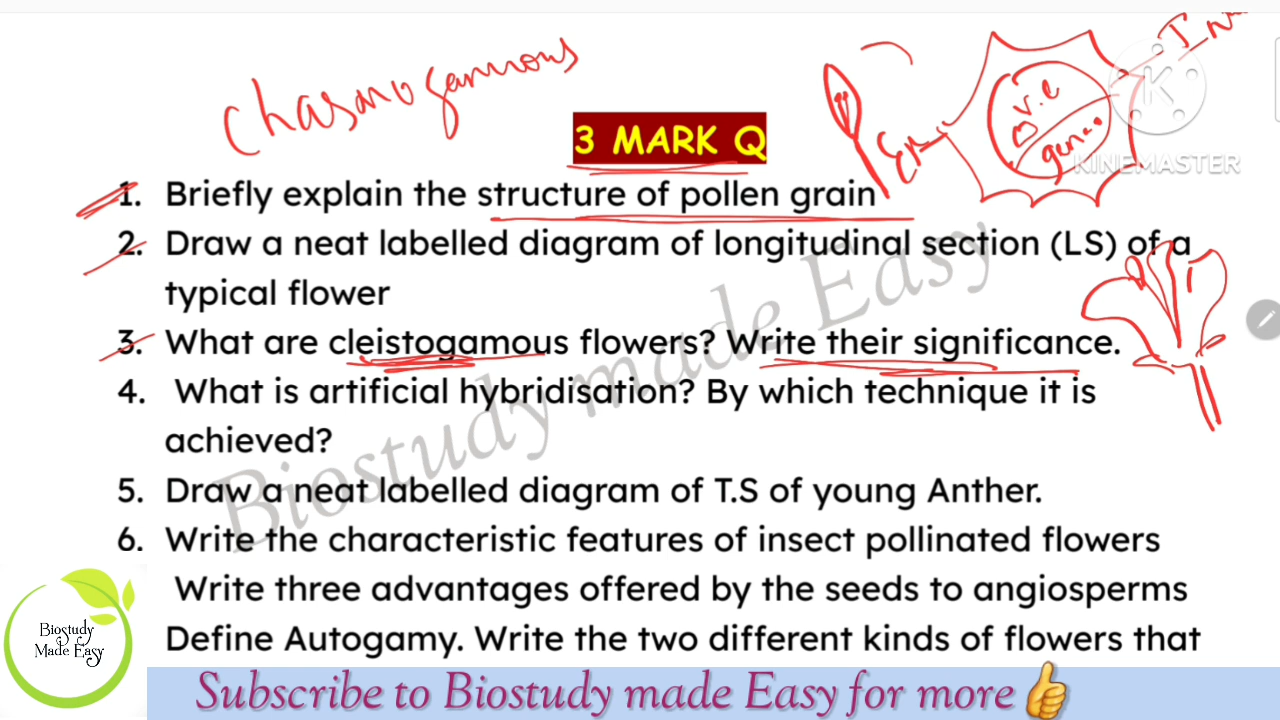 Chasmogamous
3 MARK Q
V.C
gen..
Ex
In
KINEMASTER
1. Briefly explain the structure of pollen grain
2. Draw a neat labelled diagram of longitudinal section (LS) of a
typical flower
3. What are cleistogamous flowers? Write their significance.
4. What is artificial hybridisation? By which technique it is
achieved?
5. Draw a neat labelled diagram of T.S of young Anther.
6. Write the characteristic features of insect pollinated flowers
Write three advantages offered by the seeds to angiosperms
Define Autogamy. Write the two different kinds of flowers that
Biostudy made Easy
Biostudy
Made Easy
Subscribe to Biostudy made Easy for more